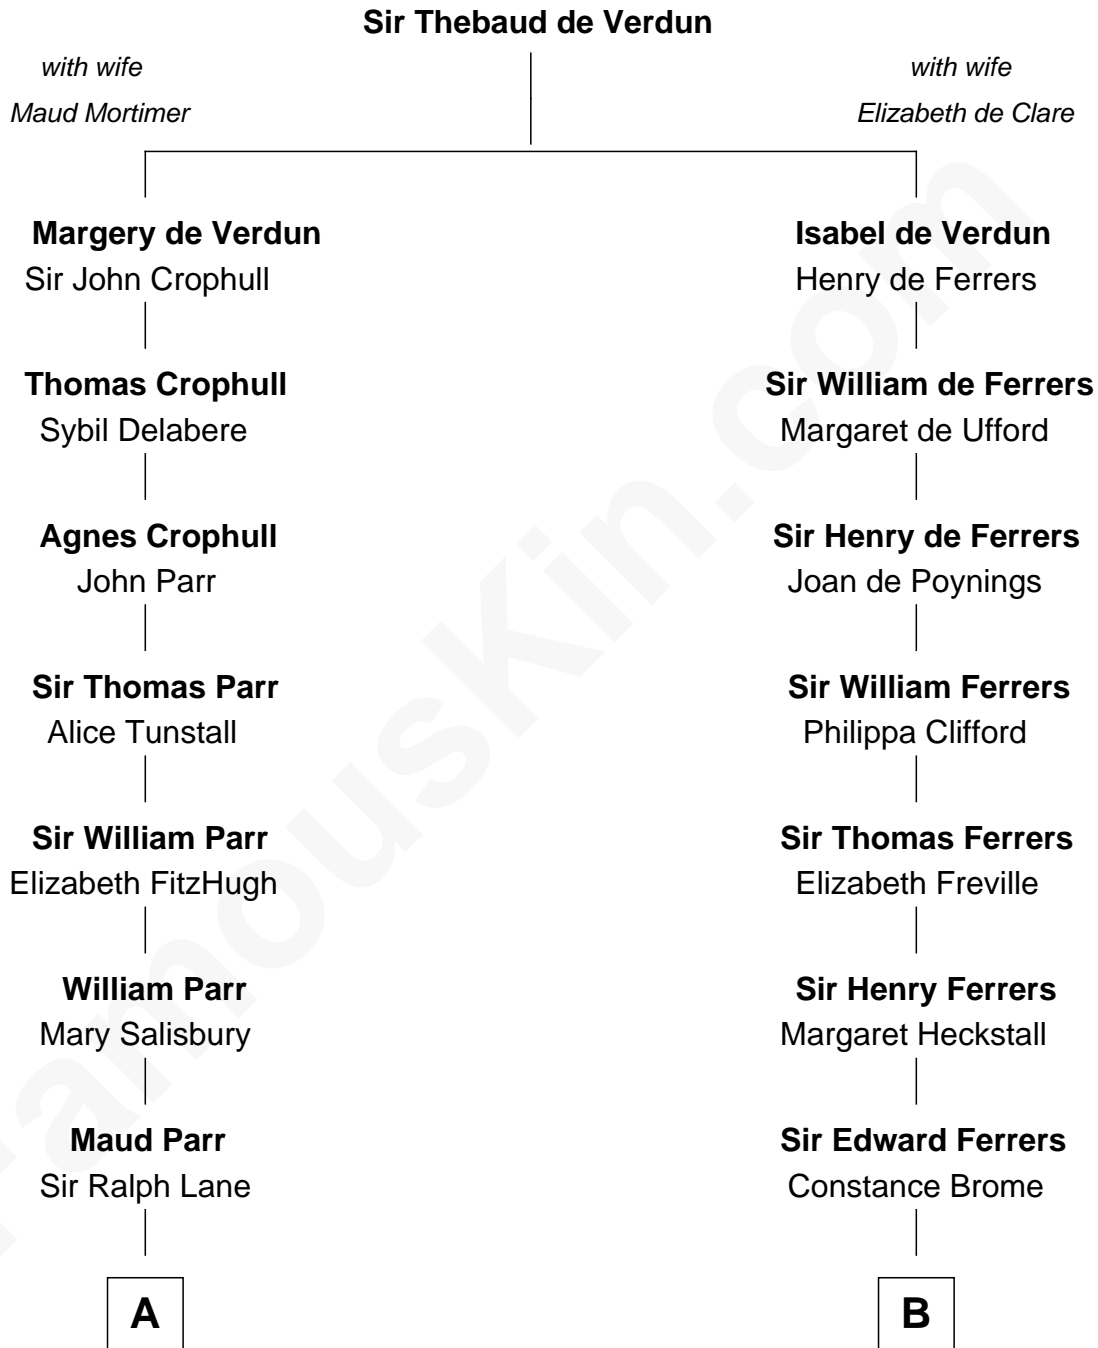 Sir Thebaud de Verdun
with wife
Maud Mortimer
with wife
Elizabeth de Clare
Margery de Verdun
Sir John Crophull
Isabel de Verdun
Henry de Ferrers
Thomas Crophull
Sybil Delabere
Sir William de Ferrers
Margaret de Ufford
Agnes Crophull
John Parr
Sir Henry de Ferrers
Joan de Poynings
Sir Thomas Parr
Alice Tunstall
Sir William Ferrers
Philippa Clifford
Sir William Parr
Elizabeth FitzHugh
Sir Thomas Ferrers
Elizabeth Freville
William Parr
Mary Salisbury
Sir Henry Ferrers
Margaret Heckstall
Maud Parr
Sir Ralph Lane
Sir Edward Ferrers
Constance Brome
A
B
FamousKin.com